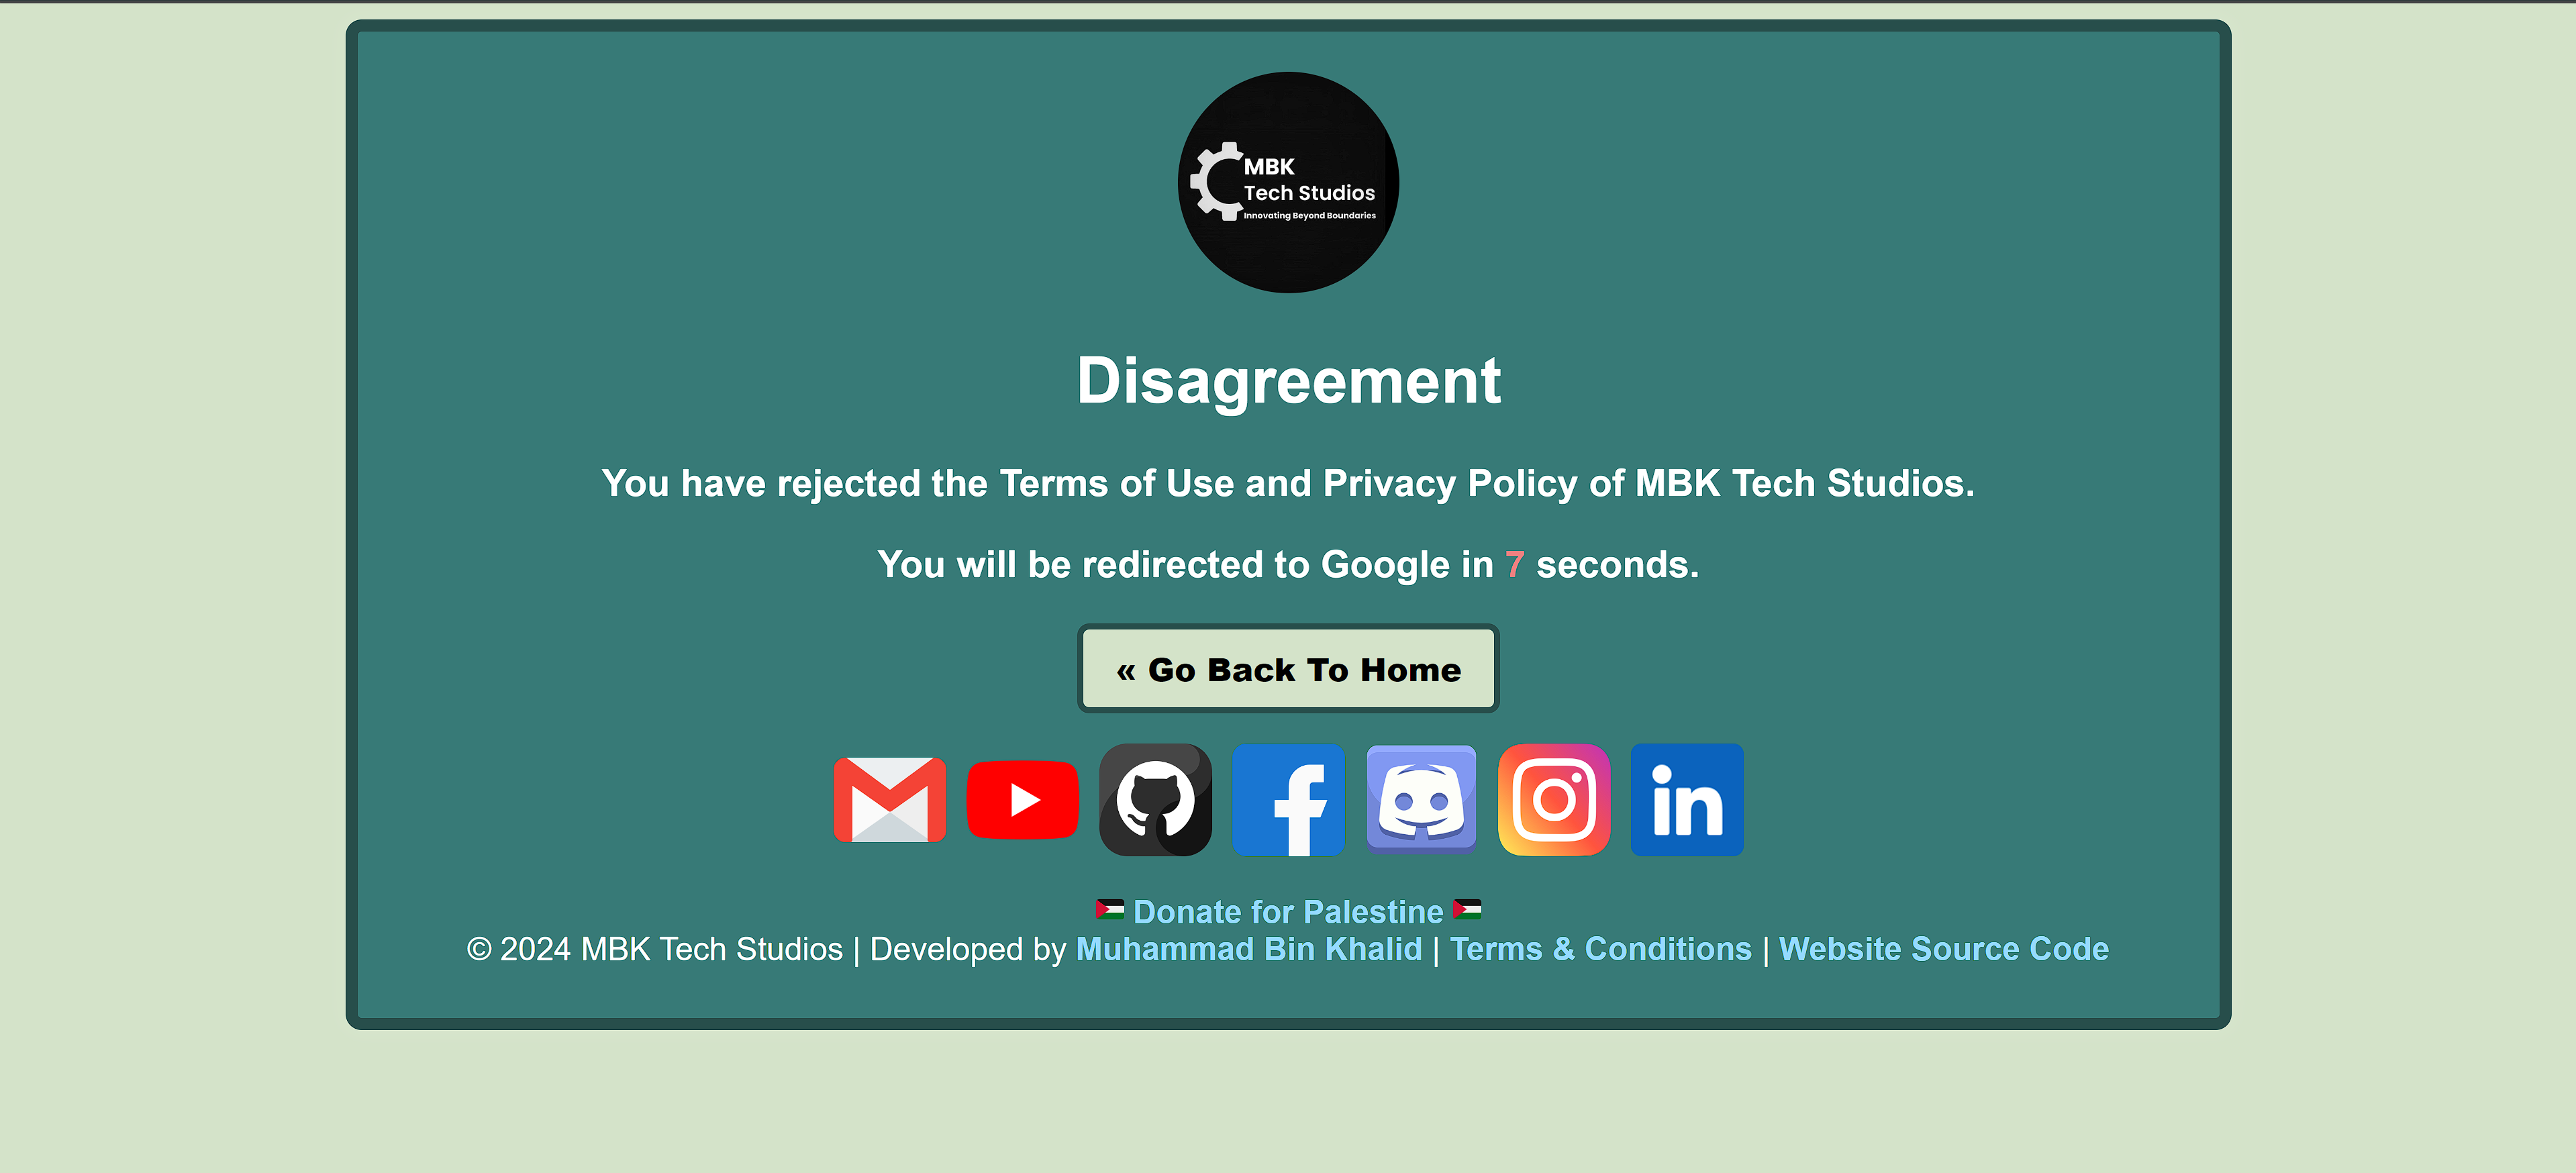 MBK
Tech Studios
Innovating Beyond Boundaries
Disagreement
You have rejected the Terms of Use and Privacy Policy of MBK Tech Studios.
You will be redirected to Google in 7 seconds.
« Go Back To Home
in
Donate for Palestine
© 2024 MBK Tech Studios | Developed by Muhammad Bin Khalid | Terms & Conditions | Website Source Code